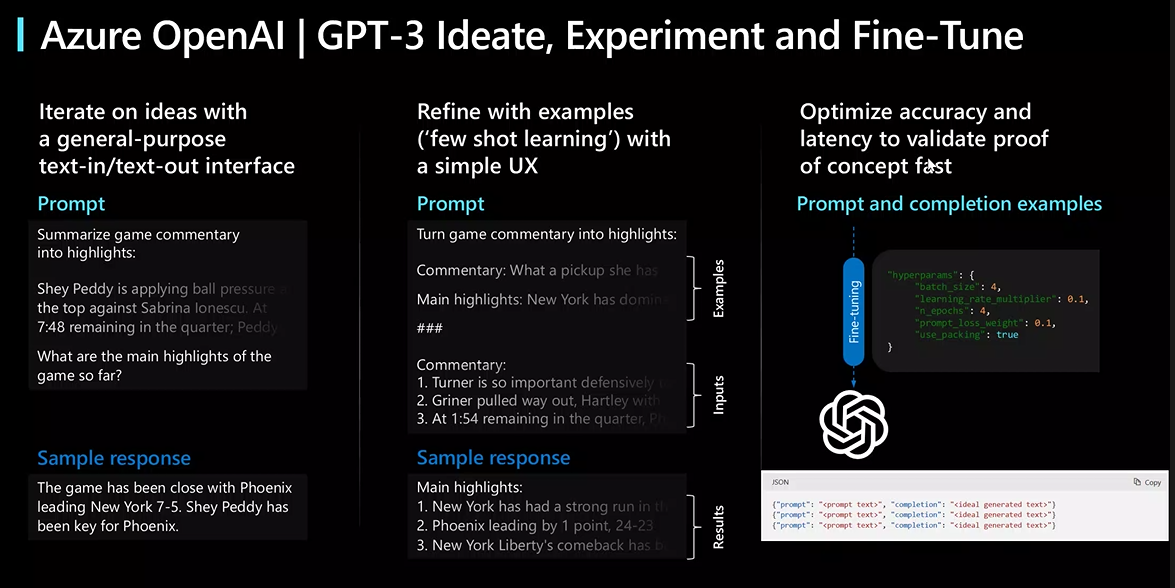 Azure OpenAI | GPT-3 Ideate, Experiment and Fine-Tune
Iterate on ideas with
a general-purpose
text-in/text-out interface
Prompt
Summarize game commentary
into highlights:
Shey Peddy is applying ball pressure a
the top against Sabrina Ionescu. At
7:48 remaining in the quarter; Peddy
What are the main highlights of the
game so far?
Sample response
The game has been close with Phoenix
leading New York 7-5. Shey Peddy has
been key for Phoenix.
Refine with examples
(‘few shot learning’) with
a simple UX
Prompt
Turn game commentary into highlights:
Commentary: What a pickup she has
Main highlights: New York has domin
###
Examples
Commentary:
1. Turner is so important defensively
2. Griner pulled way out, Hartley with
3. At 1:54 remaining in the quarter, Ph
Inputs
Sample response
Main highlights:
1. New York has had a strong run in th
2. Phoenix leading by 1 point, 24-23
3. New York Liberty's comeback has b
Results
Optimize accuracy and
latency to validate proof
of concept fast
Prompt and completion examples
Fine-tuning
"hyperparams": {
"batch_size": 4,
"learning_rate_multiplier": 0.1,
"n_epochs": 4,
"prompt_loss_weight": 0.1,
"use_packing": true
}
JSON
Copy
{"prompt": "<prompt text>", "completion": "<ideal generated text>"}
{"prompt": "<prompt text>", "completion": "<ideal generated text>"}
{"prompt": "<prompt text>", "completion": "<ideal generated text>"}